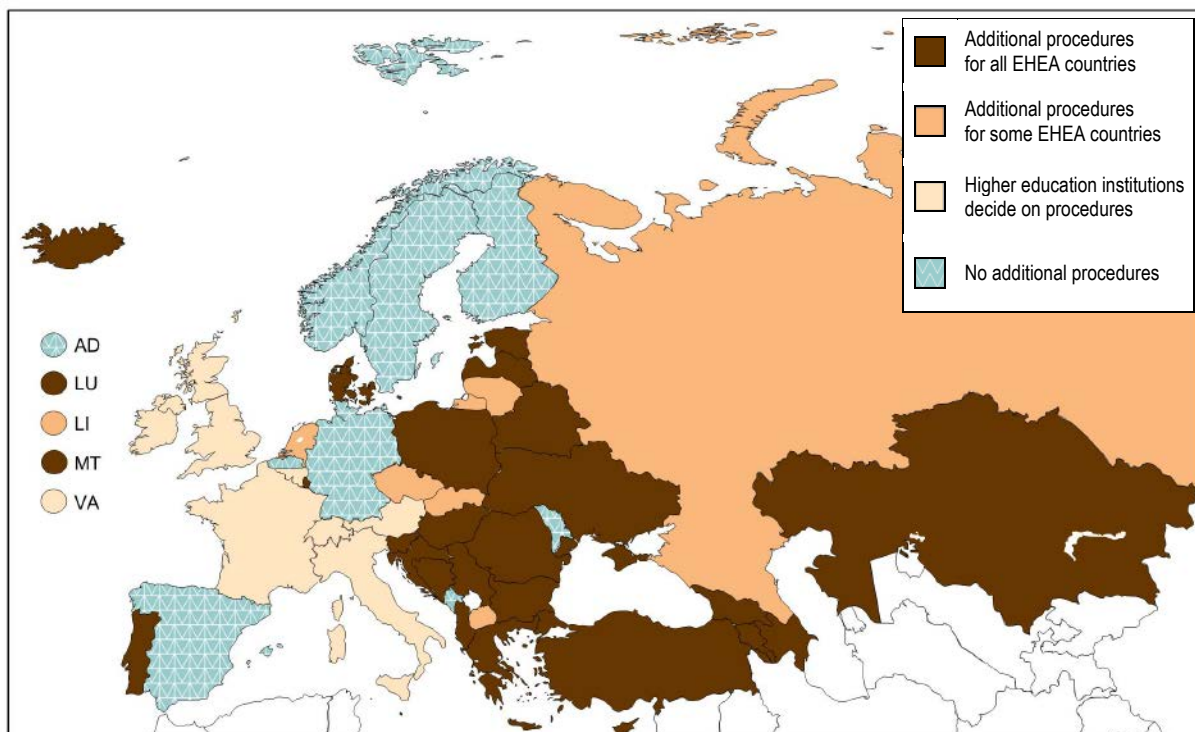 Additional procedures
for all EHEA countries
Additional procedures
for some EHEA countries
Higher education institutions
decide on procedures
No additional procedures
AD
LU
LI
MT
VA